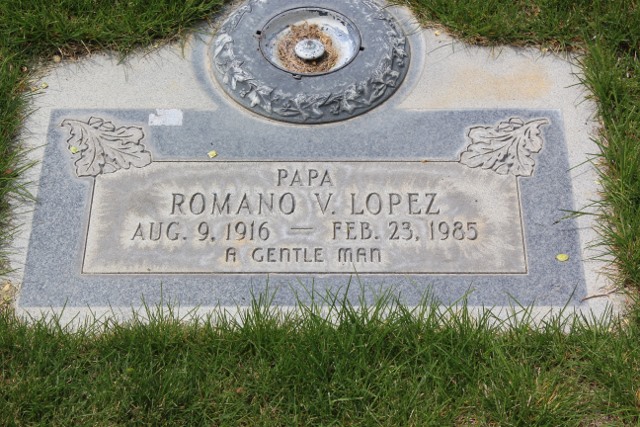 PAPA
ROMANO V. LOPEZ
AUG. 9, 1916 — FEB. 23, 1985
A GENTLE MAN